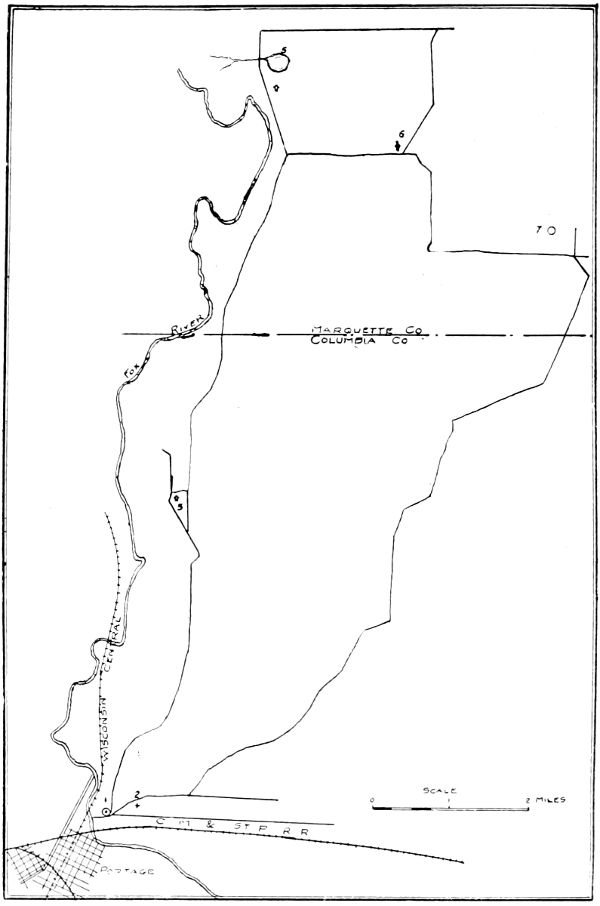 5
6
7
RIVER
FOX
MARQUETTE CO
COLUMBIA CO
5
CENTRAL
WISCONSIN
1
2
SCALE
0 1 2 MILES
C M & ST P R R
PORTAGE